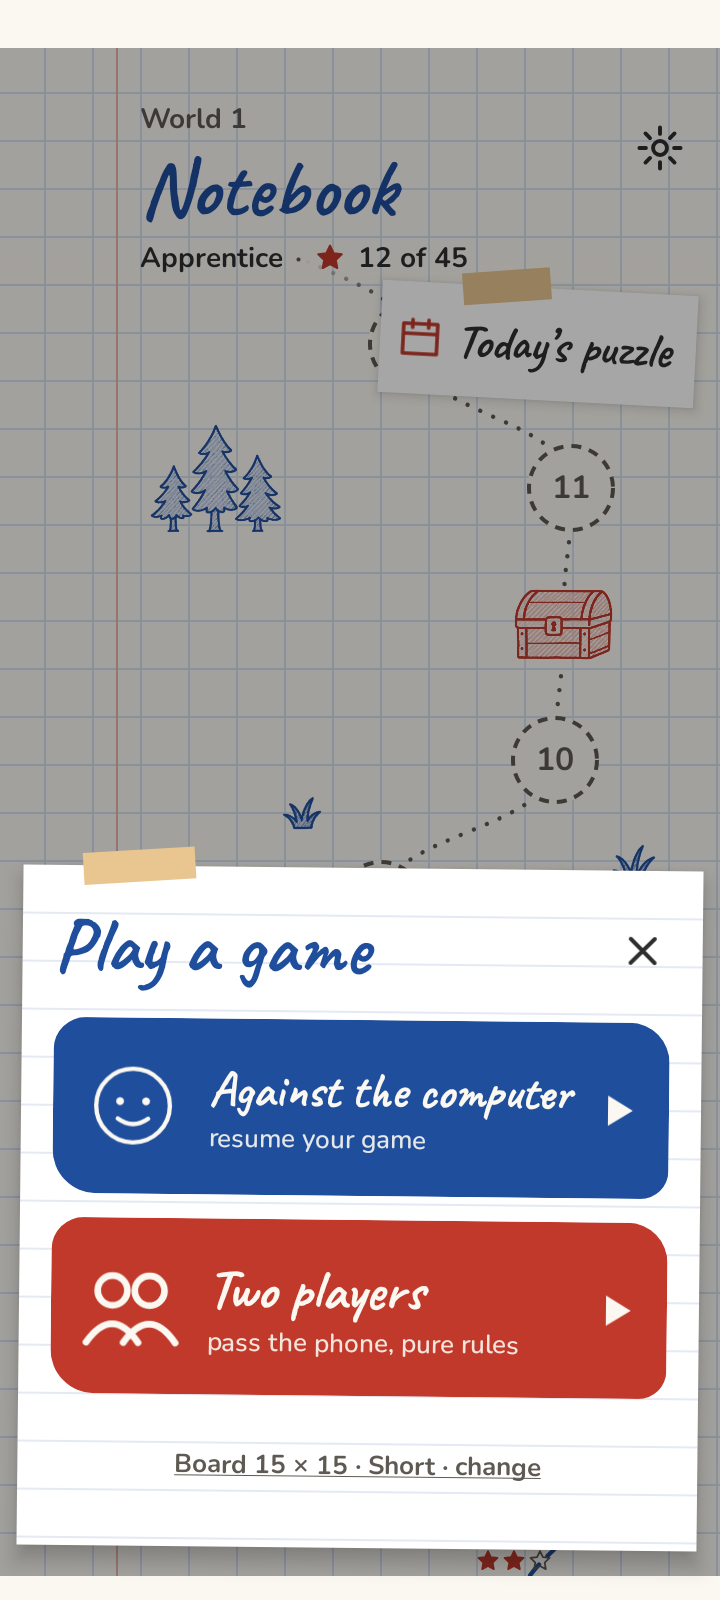 World 1
Notebook
Apprentice · 12 of 45
Today's puzzle
11
10
Play a game
Against the computer
resume your game
Two players
pass the phone, pure rules
Board 15 × 15 · Short · change